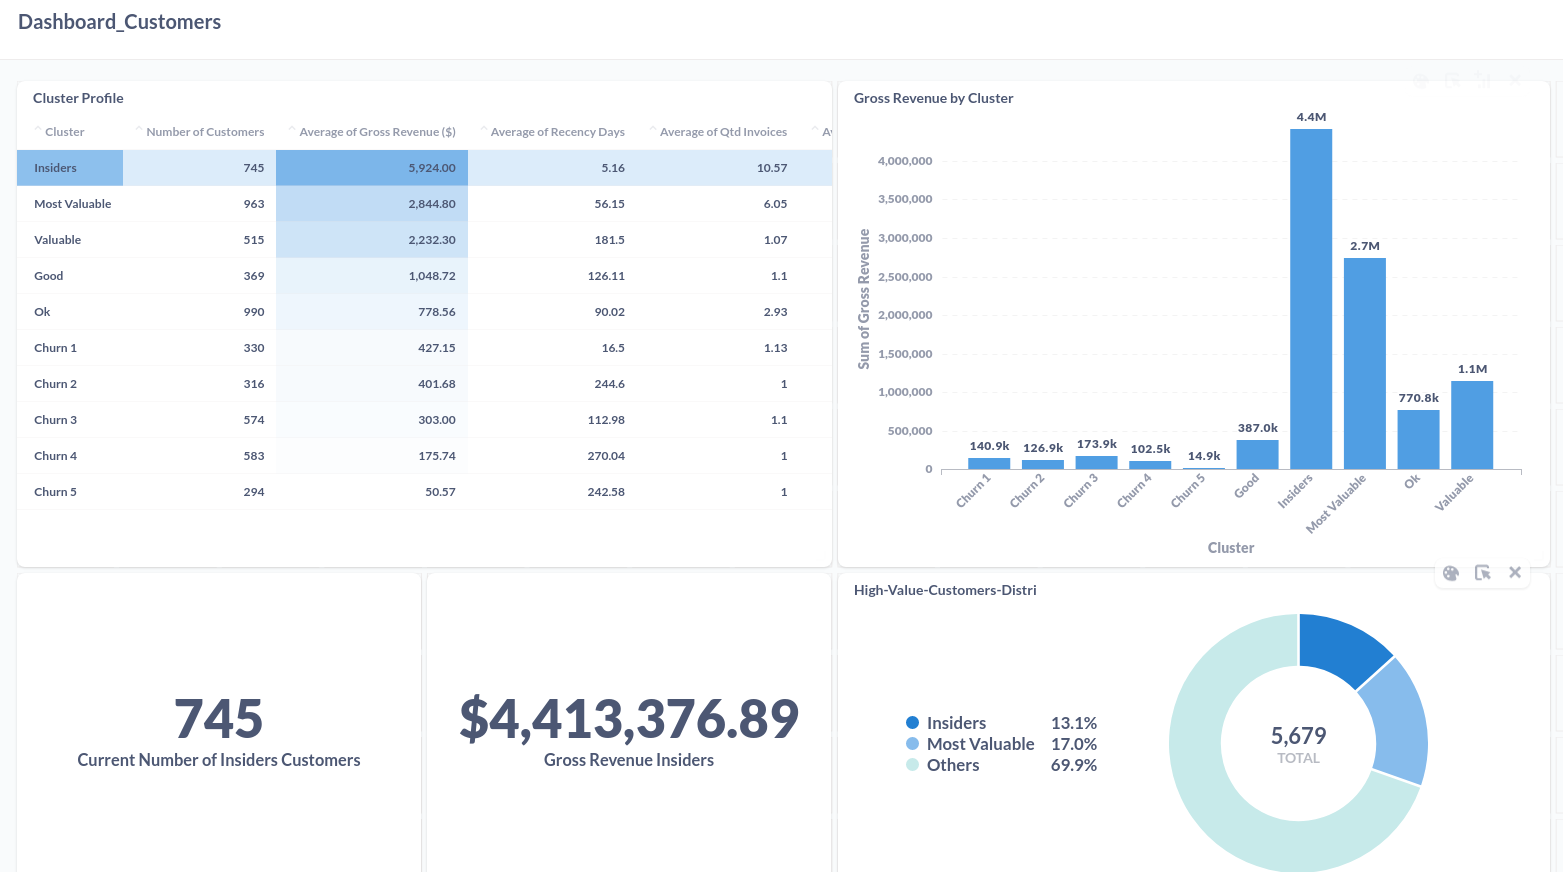 Dashboard_Customers
Cluster Profile
Cluster Number of Customers Average of Gross Revenue ($) Average of Recency Days Average of Qtd Invoices
Insiders 745 5,924.00 5.16 10.57
Most Valuable 963 2,844.80 56.15 6.05
Valuable 515 2,232.30 181.5 1.07
Good 369 1,048.72 126.11 1.1
Ok 990 778.56 90.02 2.93
Churn 1 330 427.15 16.5 1.13
Churn 2 316 401.68 244.6 1
Churn 3 574 303.00 112.98 1.1
Churn 4 583 175.74 270.04 1
Churn 5 294 50.57 242.58 1
Gross Revenue by Cluster
Sum of Gross Revenue
4,000,000
3,500,000
3,000,000
2,500,000
2,000,000
1,500,000
1,000,000
500,000
0
140.9k 126.9k 173.9k 102.5k 14.9k 387.0k 4.4M 2.7M 770.8k 1.1M
Churn 1 Churn 2 Churn 3 Churn 4 Churn 5 Good Insiders Most Valuable Ok Valuable
Cluster
745
Current Number of Insiders Customers
$4,413,376.89
Gross Revenue Insiders
High-Value-Customers-Distri
Insiders 13.1%
Most Valuable 17.0%
Others 69.9%
5,679
TOTAL